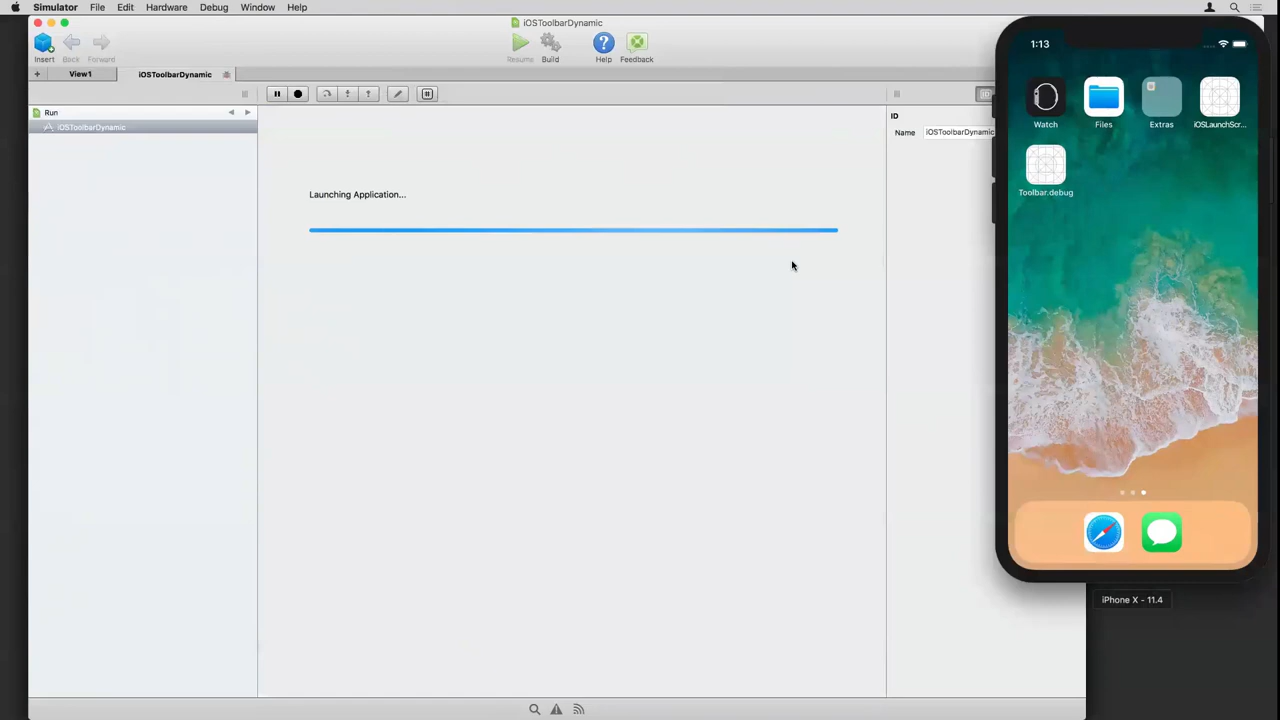 Simulator File Edit Hardware Debug Window Help
iOSToolbarDynamic
Insert Back Forward Resume Build Help Feedback
+ View1 iOSToolbarDynamic
Run
iOSToolbarDynamic
Launching Application...
ID
Name iOSToolbarDynamic
1:13
Watch Files Extras iOSLaunchScr...
Toolbar.debug
iPhone X - 11.4